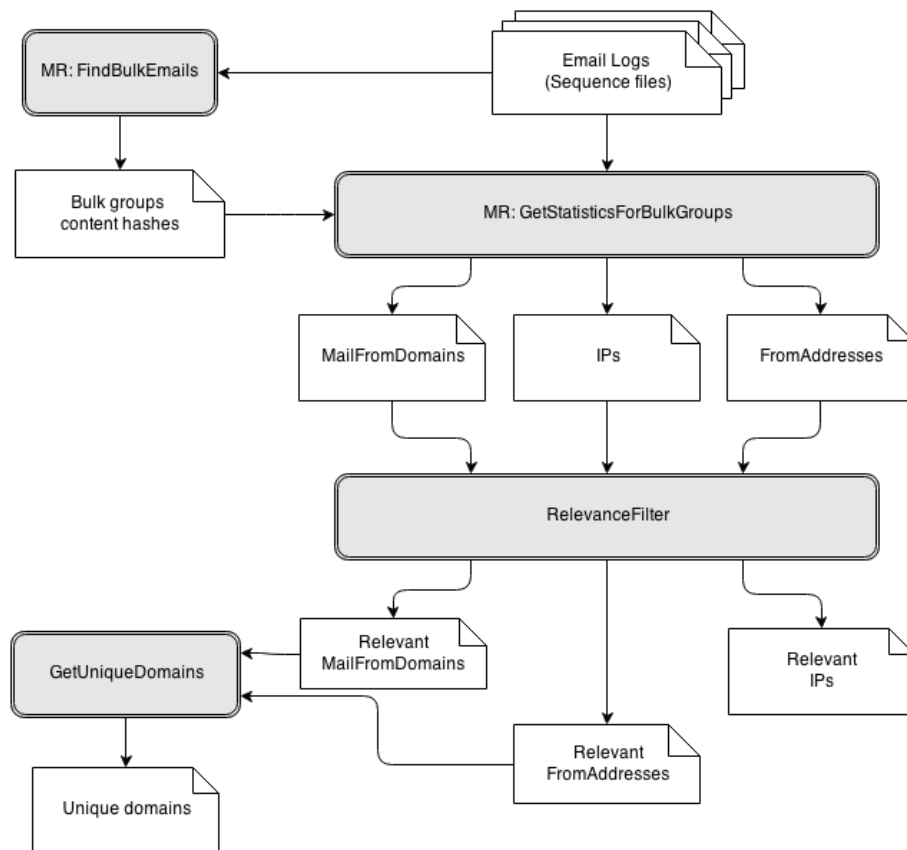 MR: FindBulkEmails
Email Logs
(Sequence files)
Bulk groups
content hashes
MR: GetStatisticsForBulkGroups
MailFromDomains
IPs
FromAddresses
RelevanceFilter
Relevant
MailFromDomains
GetUniqueDomains
Relevant
IPs
Relevant
FromAddresses
Unique domains